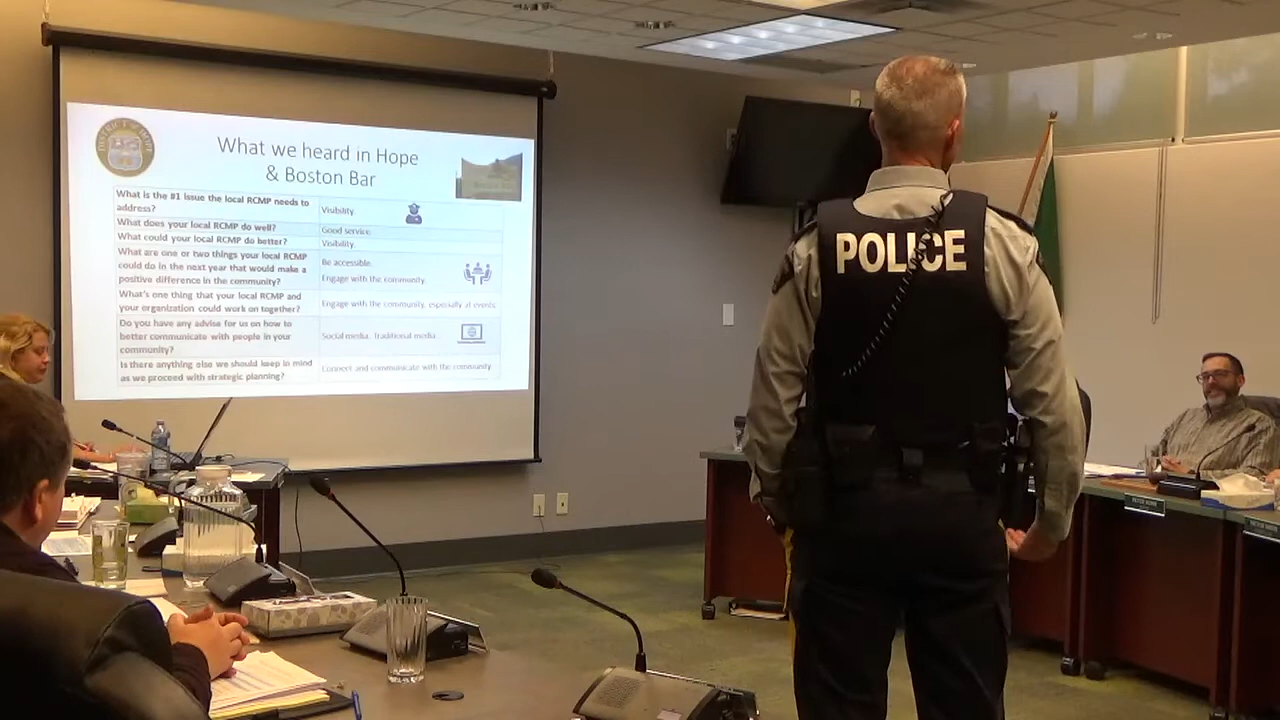 DISTRICT of HOPE
What we heard in Hope
& Boston Bar
What is the #1 issue the local RCMP needs to
address?
Visibility.
What does your local RCMP do well?
Good service.
What could your local RCMP do better?
Visibility.
What are one or two things your local RCMP
could do in the next year that would make a
positive difference in the community?
Be accessible.
Engage with the community.
What's one thing that your local RCMP and
your organization could work on together?
Engage with the community, especially at events.
Do you have any advise for us on how to
better communicate with people in your
community?
Social media, Traditional media
Is there anything else we should keep in mind
as we proceed with strategic planning?
Connect and communicate with the community
POLICE